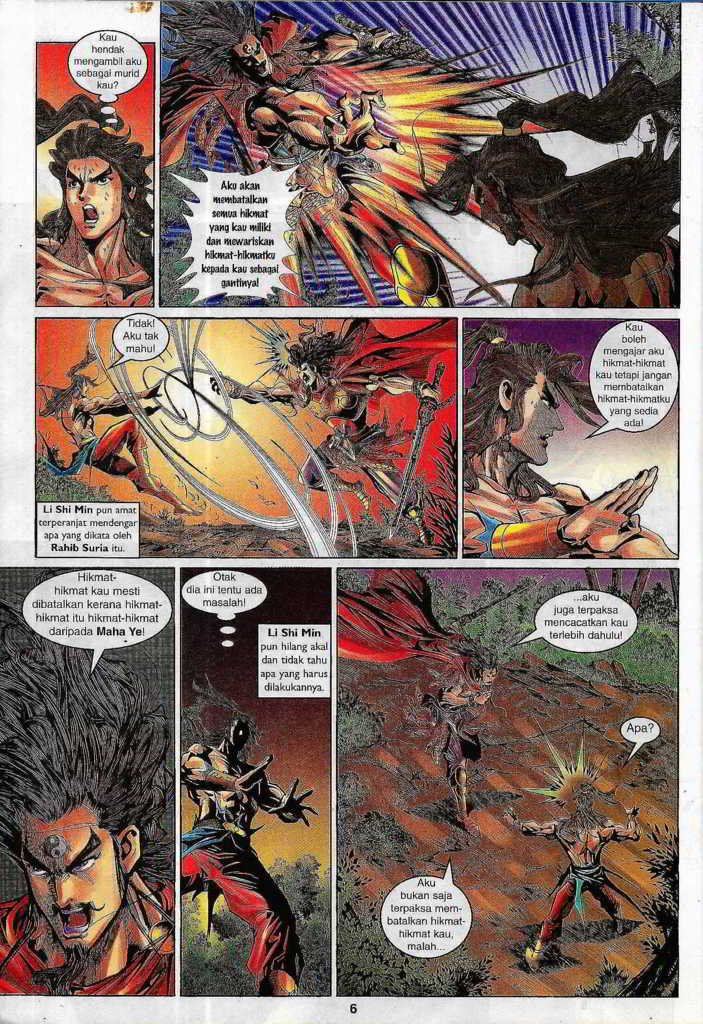 Kau
hendak
mengambil aku
sebagai murid
kau?
Aku akan
membatalkan
semua hikmat
yang kau miliki
dan mewariskan
hikmat-hikmat
kepada kau sebagai
gantinya!
Tidak!
Aku tak
mahu!
Li Shi Min pun amat
terperanjat mendengar
apa yang dikata oleh
Rahib Suria itu.
Kau
boleh
mengajar aku
hikmat-hikmat
kau tetapi jangan
membatalkan
hikmat-hikmatku
yang sedia
ada!
Hikmat-
hikmat kau mesti
dibatalkan kerana hikmat-
hikmat itu hikmat-hikmat
daripada Maha Ye!
Otak
dia ini tentu ada
masalah!
Li Shi Min
pun hilang akal
dan tidak tahu
apa yang harus
dilakukannya.
Aku
bukan saja
terpaksa mem-
batalkan hikmat-
hikmat kau,
malah...
...aku
juga terpaksa
mencacatkan kau
terlebih dahulu!
Apa?
6